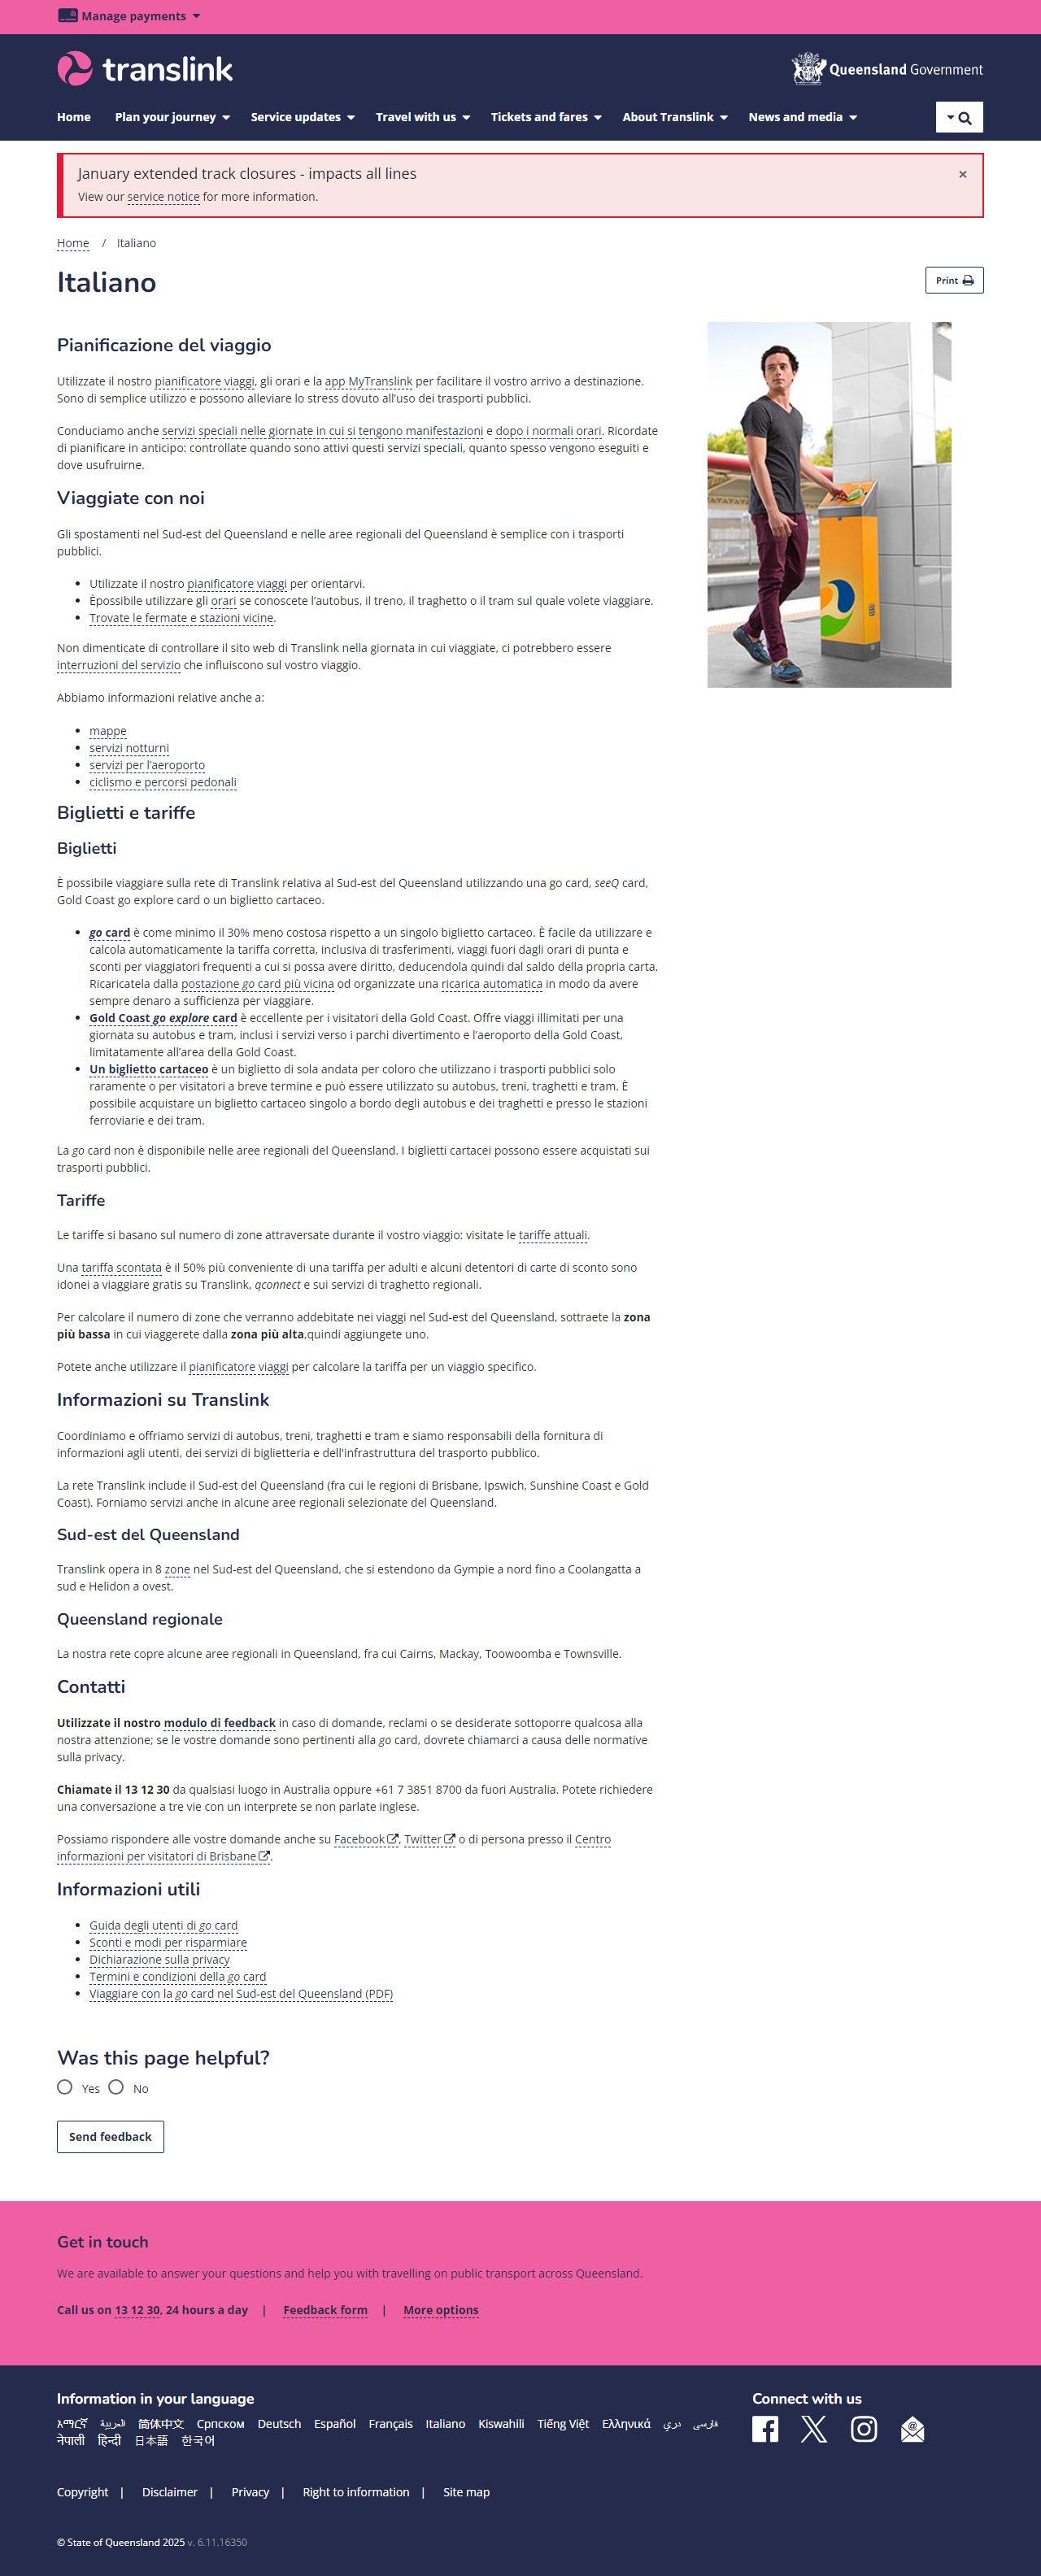 Manage payments
translink
Queensland Government
Home Plan your journey Service updates Travel with us Tickets and fares About Translink News and media
January extended track closures - impacts all lines
×
View our service notice for more information.
Home / Italiano
Italiano
Print
Pianificazione del viaggio
Utilizzate il nostro pianificatore viaggi, gli orari e la app MyTranslink per facilitare il vostro arrivo a destinazione.
Sono di semplice utilizzo e possono alleviare lo stress dovuto all’uso dei trasporti pubblici.
Conduciamo anche servizi speciali nelle giornate in cui si tengono manifestazioni e dopo i normali orari. Ricordate
di pianificare in anticipo: controllate quando sono attivi questi servizi speciali, quanto spesso vengono eseguiti e
dove usufruirne.
Viaggiate con noi
Gli spostamenti nel Sud-est del Queensland e nelle aree regionali del Queensland è semplice con i trasporti
pubblici.
• Utilizzate il nostro pianificatore viaggi per orientarvi.
• Èpossibile utilizzare gli orari se conoscete l’autobus, il treno, il traghetto o il tram sul quale volete viaggiare.
• Trovate le fermate e stazioni vicine.
Non dimenticate di controllare il sito web di Translink nella giornata in cui viaggiate, ci potrebbero essere
interruzioni del servizio che influiscono sul vostro viaggio.
Abbiamo informazioni relative anche a:
• mappe
• servizi notturni
• servizi per l’aeroporto
• ciclismo e percorsi pedonali
Biglietti e tariffe
Biglietti
È possibile viaggiare sulla rete di Translink relativa al Sud-est del Queensland utilizzando una go card, seeQ card,
Gold Coast go explore card o un biglietto cartaceo.
• go card è come minimo il 30% meno costosa rispetto a un singolo biglietto cartaceo. È facile da utilizzare e
calcola automaticamente la tariffa corretta, inclusiva di trasferimenti, viaggi fuori dagli orari di punta e
sconti per viaggiatori frequenti a cui si possa avere diritto, deducendola quindi dal saldo della propria carta.
Ricaricatela dalla postazione go card più vicina od organizzate una ricarica automatica in modo da avere
sempre denaro a sufficienza per viaggiare.
• Gold Coast go explore card è eccellente per i visitatori della Gold Coast. Offre viaggi illimitati per una
giornata su autobus e tram, inclusi i servizi verso i parchi divertimento e l’aeroporto della Gold Coast,
limitatamente all’area della Gold Coast.
• Un biglietto cartaceo è un biglietto di sola andata per coloro che utilizzano i trasporti pubblici solo
raramente o per visitatori a breve termine e può essere utilizzato su autobus, treni, traghetti e tram. È
possibile acquistare un biglietto cartaceo singolo a bordo degli autobus e dei traghetti e presso le stazioni
ferroviarie e dei tram.
La go card non è disponibile nelle aree regionali del Queensland. I biglietti cartacei possono essere acquistati sui
trasporti pubblici.
Tariffe
Le tariffe si basano sul numero di zone attraversate durante il vostro viaggio: visitate le tariffe attuali.
Una tariffa scontata è il 50% più conveniente di una tariffa per adulti e alcuni detentori di carte di sconto sono
idonei a viaggiare gratis su Translink, qconnect e sui servizi di traghetto regionali.
Per calcolare il numero di zone che verranno addebitate nei viaggi nel Sud-est del Queensland, sottraete la zona
più bassa in cui viaggerete dalla zona più alta,quindi aggiungete uno.
Potete anche utilizzare il pianificatore viaggi per calcolare la tariffa per un viaggio specifico.
Informazioni su Translink
Coordiniamo e offriamo servizi di autobus, treni, traghetti e tram e siamo responsabili della fornitura di
informazioni agli utenti, dei servizi di biglietteria e dell'infrastruttura del trasporto pubblico.
La rete Translink include il Sud-est del Queensland (fra cui le regioni di Brisbane, Ipswich, Sunshine Coast e Gold
Coast). Forniamo servizi anche in alcune aree regionali selezionate del Queensland.
Sud-est del Queensland
Translink opera in 8 zone nel Sud-est del Queensland, che si estendono da Gympie a nord fino a Coolangatta a
sud e Helidon a ovest.
Queensland regionale
La nostra rete copre alcune aree regionali in Queensland, fra cui Cairns, Mackay, Toowoomba e Townsville.
Contatti
Utilizzate il nostro modulo di feedback in caso di domande, reclami o se desiderate sottoporre qualcosa alla
nostra attenzione; se le vostre domande sono pertinenti alla go card, dovrete chiamarci a causa delle normative
sulla privacy.
Chiamate il 13 12 30 da qualsiasi luogo in Australia oppure +61 7 3851 8700 da fuori Australia. Potete richiedere
una conversazione a tre vie con un interprete se non parlate inglese.
Possiamo rispondere alle vostre domande anche su Facebook, Twitter o di persona presso il Centro
informazioni per visitatori di Brisbane.
Informazioni utili
• Guida degli utenti di go card
• Sconti e modi per risparmiare
• Dichiarazione sulla privacy
• Termini e condizioni della go card
• Viaggiare con la go card nel Sud-est del Queensland (PDF)
Was this page helpful?
Yes No
Send feedback
Get in touch
We are available to answer your questions and help you with travelling on public transport across Queensland.
Call us on 13 12 30, 24 hours a day | Feedback form | More options
Information in your language
Connect with us
አማርኛ العربية 简体中文 Српском Deutsch Español Français Italiano Kiswahili Tiếng Việt Ελληνικά دري فارسی
नेपाली हिन्दी 日本語 한국어
Copyright | Disclaimer | Privacy | Right to information | Site map
© State of Queensland 2025 v. 6.11.16350